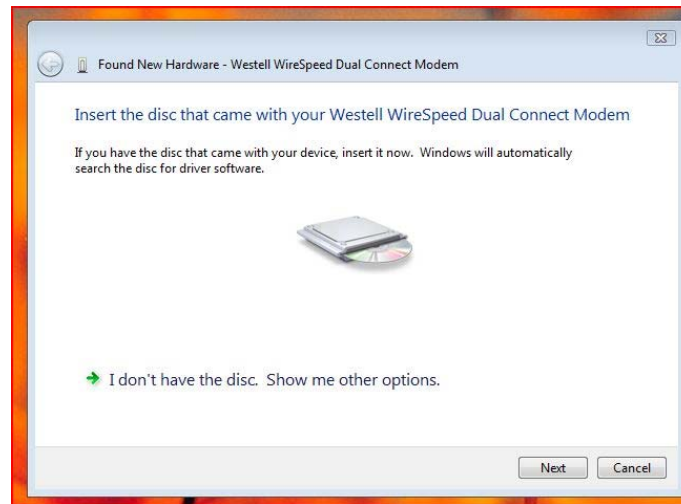 Found New Hardware - Westell WireSpeed Dual Connect Modem
Insert the disc that came with your Westell WireSpeed Dual Connect Modem
If you have the disc that came with your device, insert it now.  Windows will automatically
search the disc for driver software.
I don't have the disc.  Show me other options.
Next Cancel